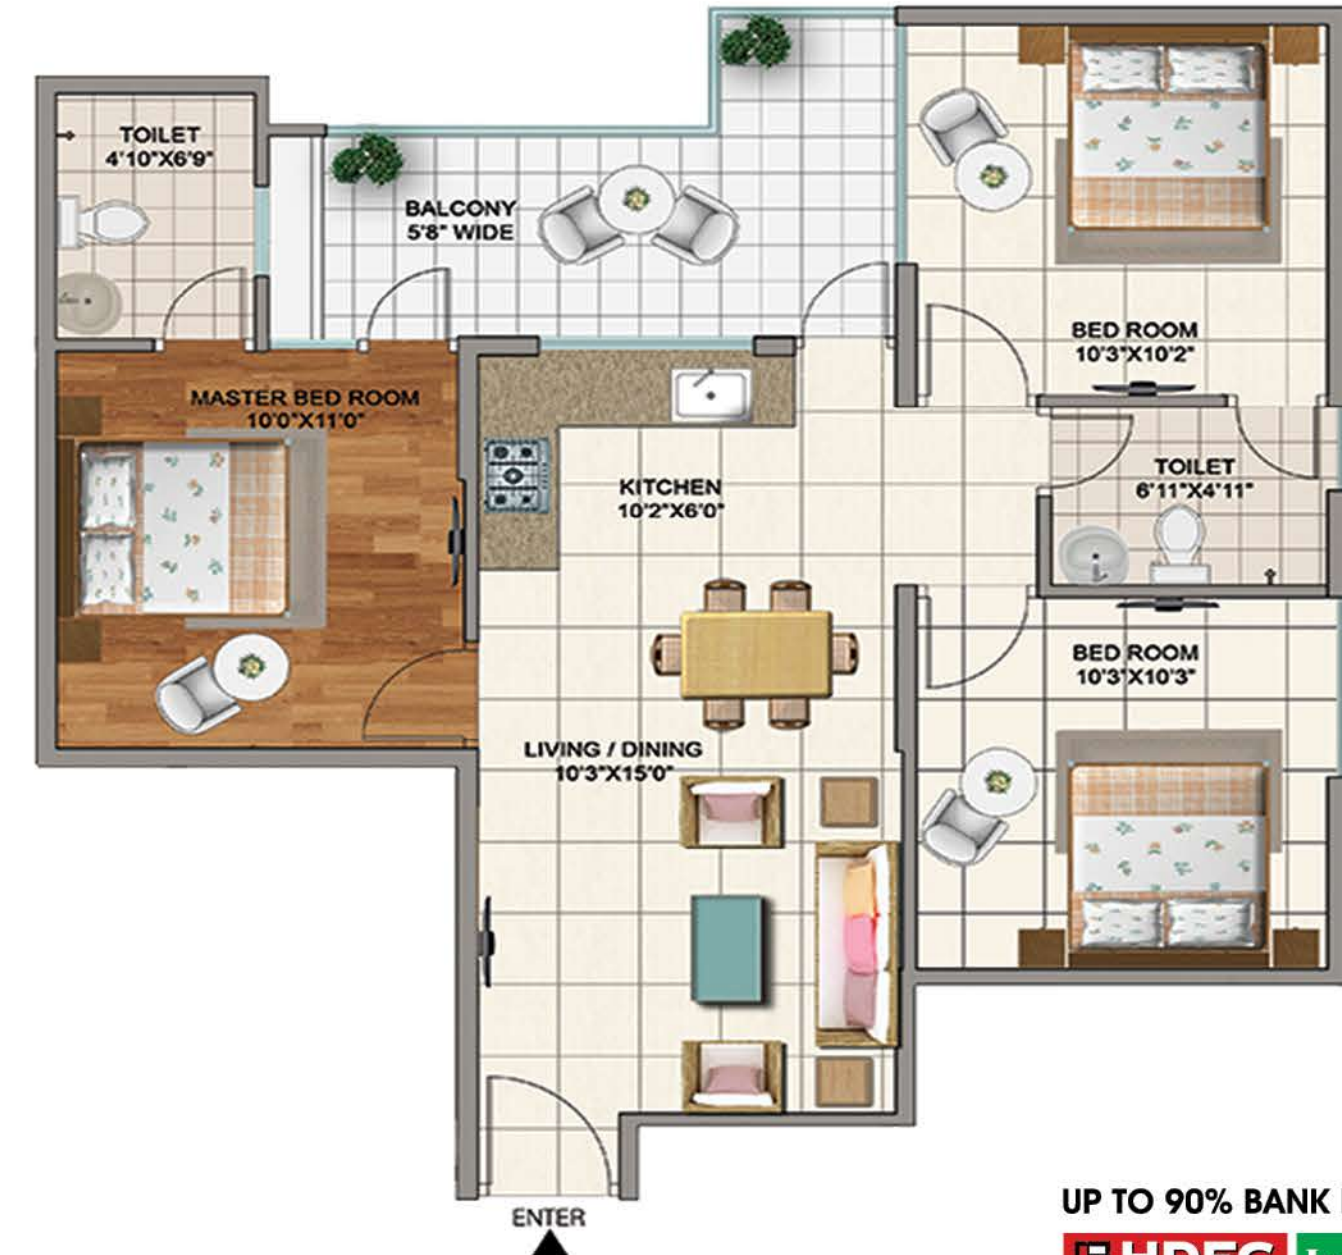 TOILET
4'10"X6'9"
BALCONY
5'8" WIDE
BED ROOM
10'3"X10'2"
MASTER BED ROOM
10'0"X11'0"
KITCHEN
10'2"X6'0"
TOILET
6'11"X4'11"
BED ROOM
10'3"X10'3"
LIVING / DINING
10'3"X15'0"
ENTER
UP TO 90% BANK
HDFC